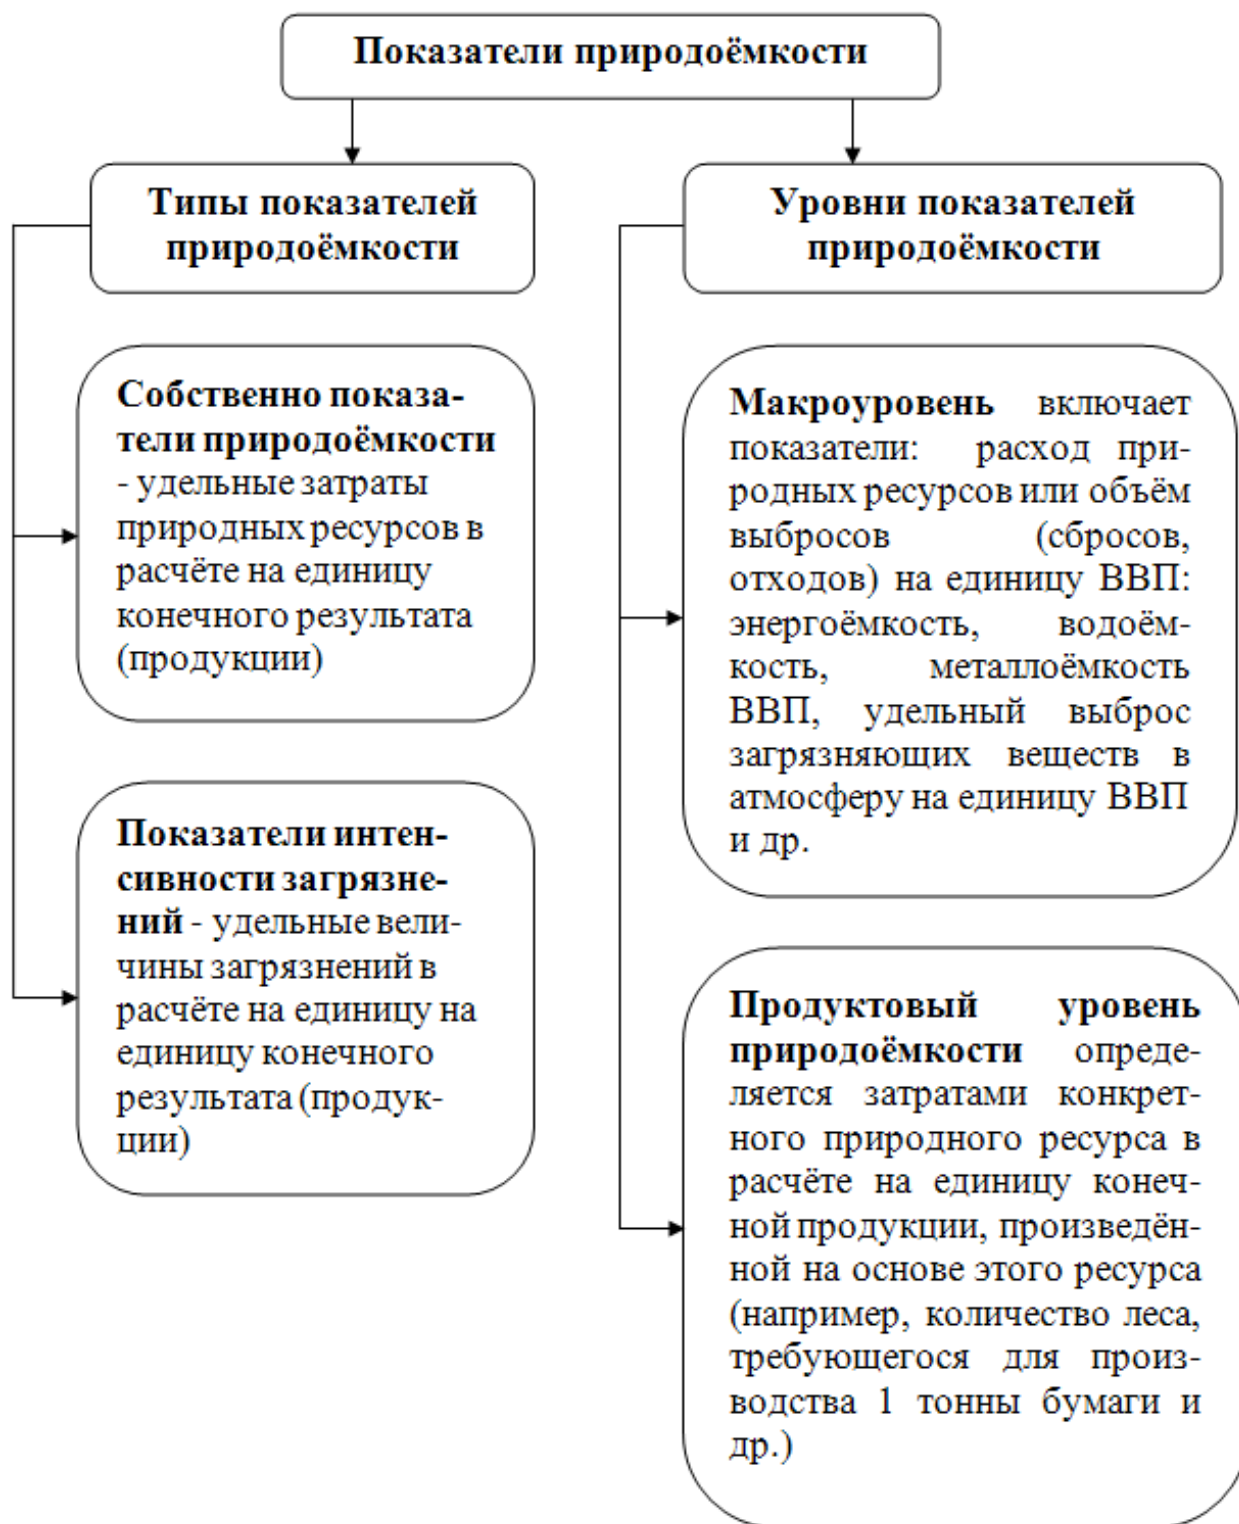 Показатели природоёмкости
Типы показателей
природоёмкости
Собственно показа-
тели природоёмкости
- удельные затраты
природных ресурсов в
расчёте на единицу
конечного результата
(продукции)
Показатели интен-
сивности загрязне-
ний - удельные вели-
чины загрязнений в
расчёте на единицу на
единицу конечного
результата (продук-
ции)
Уровни показателей
природоёмкости
Макроуровень включает
показатели: расход при-
родных ресурсов или объём
выбросов (сбросов,
отходов) на единицу ВВП:
энергоёмкость, водоём-
кость, металлоёмкость
ВВП, удельный выброс
загрязняющих веществ в
атмосферу на единицу ВВП
и др.
Продуктовый уровень
природоёмкости опреде-
ляется затратами конкрет-
ного природного ресурса в
расчёте на единицу конеч-
ной продукции, произведён-
ной на основе этого ресурса
(например, количество леса,
требующегося для произ-
водства 1 тонны бумаги и
др.)